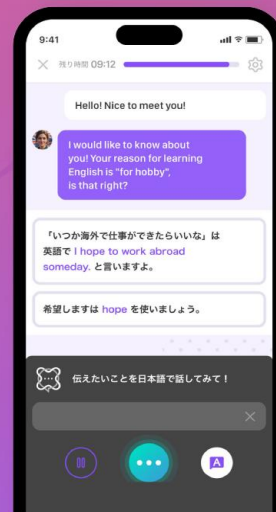 9:41
残り時間 09:12
Hello! Nice to meet you!
I would like to know about
you! Your reason for learning
English is "for hobby",
is that right?
「いつか海外で仕事ができたらいいな」は
英語で I hope to work abroad
someday. と言いますよ。
希望しますは hope を使いましょう。
伝えたいことを日本語で話してみて！
A